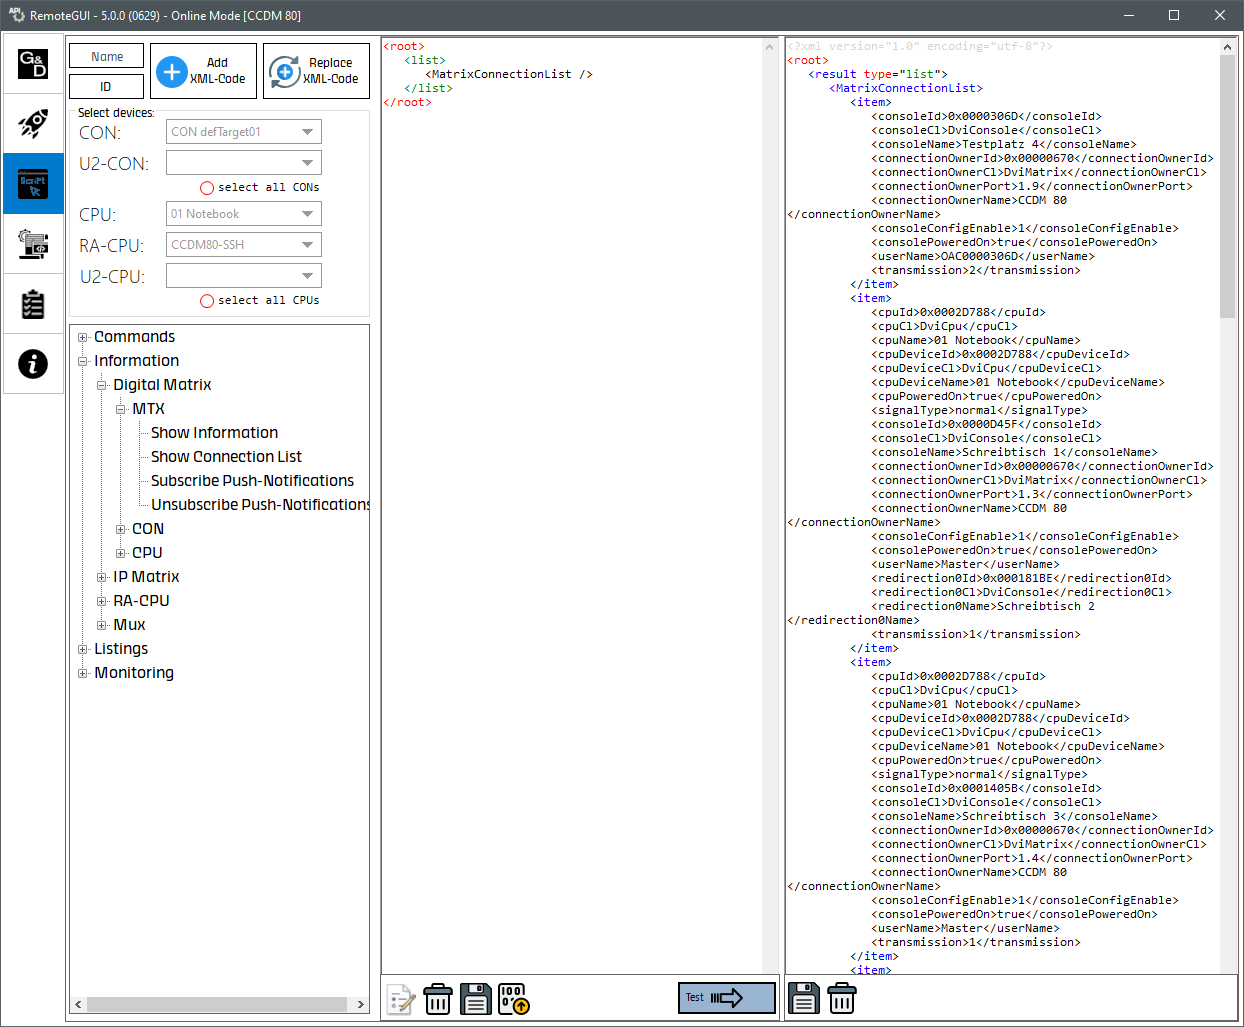 RemoteGUI - 5.0.0 (0629) - Online Mode [CCDM 80]
G&D
Script
Name
ID
Add
XML-Code
Replace
XML-Code
Select devices:
CON:
CON defTarget01
U2-CON:
select all CONs
CPU:
01 Notebook
RA-CPU:
CCDM80-SSH
U2-CPU:
select all CPUs
Commands
Information
Digital Matrix
MTX
Show Information
Show Connection List
Subscribe Push-Notifications
Unsubscribe Push-Notifications
CON
CPU
IP Matrix
RA-CPU
Mux
Listings
Monitoring
<root>
<list>
<MatrixConnectionList />
</list>
</root>
Test
<?xml version="1.0" encoding="utf-8"?>
<root>
<result type="list">
<MatrixConnectionList>
<item>
<consoleId>0x0000306D</consoleId>
<consoleCl>DviConsole</consoleCl>
<consoleName>Testplatz 4</consoleName>
<connectionOwnerId>0x00000670</connectionOwnerId>
<connectionOwnerCl>DviMatrix</connectionOwnerCl>
<connectionOwnerPort>1.9</connectionOwnerPort>
<connectionOwnerName>CCDM 80
</connectionOwnerName>
<consoleConfigEnable>1</consoleConfigEnable>
<consolePoweredOn>true</consolePoweredOn>
<userName>OAC0000306D</userName>
<transmission>2</transmission>
</item>
<item>
<cpuId>0x0002D788</cpuId>
<cpuCl>DviCpu</cpuCl>
<cpuName>01 Notebook</cpuName>
<cpuDeviceId>0x0002D788</cpuDeviceId>
<cpuDeviceCl>DviCpu</cpuDeviceCl>
<cpuDeviceName>01 Notebook</cpuDeviceName>
<cpuPoweredOn>true</cpuPoweredOn>
<signalType>normal</signalType>
<consoleId>0x0000D45F</consoleId>
<consoleCl>DviConsole</consoleCl>
<consoleName>Schreibtisch 1</consoleName>
<connectionOwnerId>0x00000670</connectionOwnerId>
<connectionOwnerCl>DviMatrix</connectionOwnerCl>
<connectionOwnerPort>1.3</connectionOwnerPort>
<connectionOwnerName>CCDM 80
</connectionOwnerName>
<consoleConfigEnable>1</consoleConfigEnable>
<consolePoweredOn>true</consolePoweredOn>
<userName>Master</userName>
<redirection0Id>0x000181BE</redirection0Id>
<redirection0Cl>DviConsole</redirection0Cl>
<redirection0Name>Schreibtisch 2
</redirection0Name>
<transmission>1</transmission>
</item>
<item>
<cpuId>0x0002D788</cpuId>
<cpuCl>DviCpu</cpuCl>
<cpuName>01 Notebook</cpuName>
<cpuDeviceId>0x0002D788</cpuDeviceId>
<cpuDeviceCl>DviCpu</cpuDeviceCl>
<cpuDeviceName>01 Notebook</cpuDeviceName>
<cpuPoweredOn>true</cpuPoweredOn>
<signalType>normal</signalType>
<consoleId>0x0001405B</consoleId>
<consoleCl>DviConsole</consoleCl>
<consoleName>Schreibtisch 3</consoleName>
<connectionOwnerId>0x00000670</connectionOwnerId>
<connectionOwnerCl>DviMatrix</connectionOwnerCl>
<connectionOwnerPort>1.4</connectionOwnerPort>
<connectionOwnerName>CCDM 80
</connectionOwnerName>
<consoleConfigEnable>1</consoleConfigEnable>
<consolePoweredOn>true</consolePoweredOn>
<userName>Master</userName>
<transmission>1</transmission>
</item>
<item>